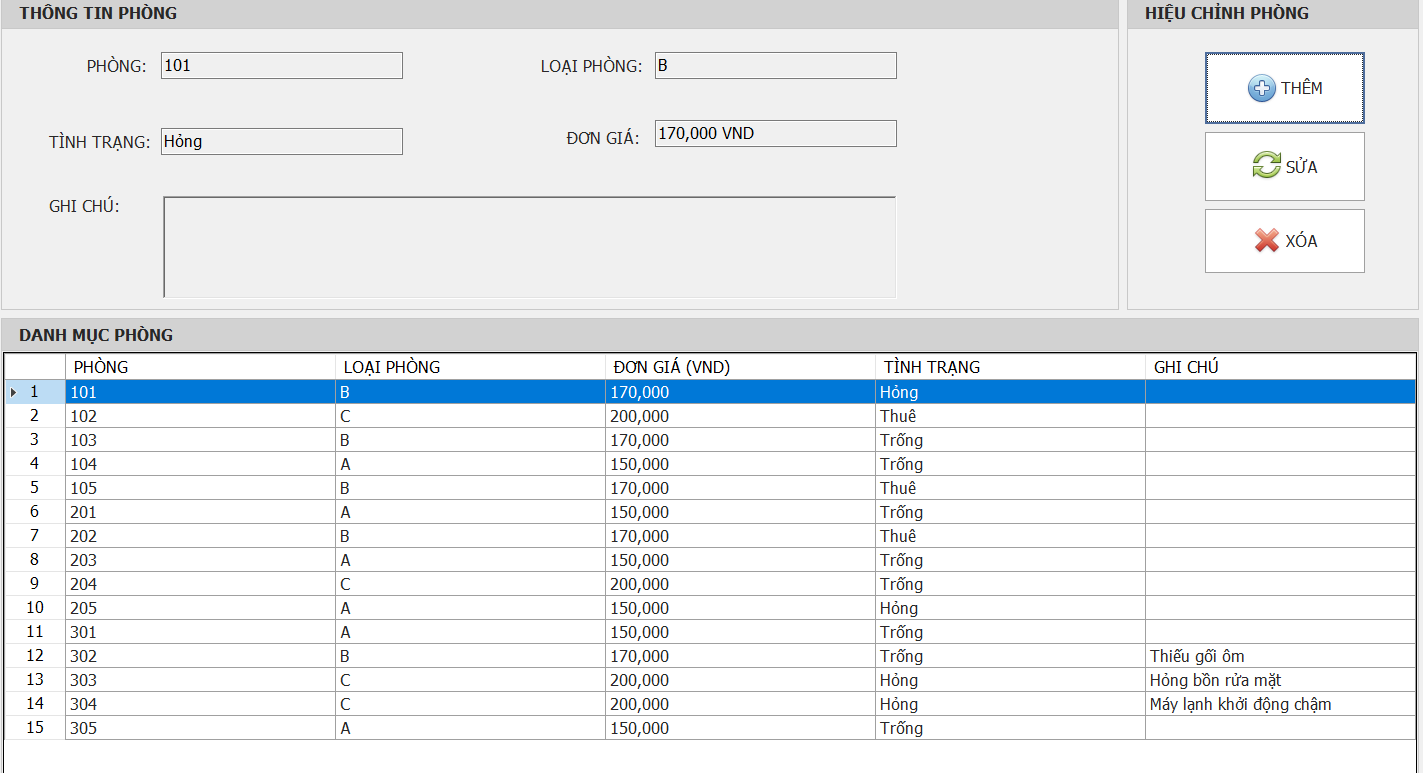 THÔNG TIN PHÒNG
HIỆU CHỈNH PHÒNG
PHÒNG: 101 LOẠI PHÒNG: B
THÊM
TÌNH TRẠNG: Hỏng ĐƠN GIÁ: 170,000 VND
SỬA
GHI CHÚ:
XÓA
DANH MỤC PHÒNG
PHÒNG LOẠI PHÒNG ĐƠN GIÁ (VND) TÌNH TRẠNG GHI CHÚ
1 101 B 170,000 Hỏng
2 102 C 200,000 Thuê
3 103 B 170,000 Trống
4 104 A 150,000 Trống
5 105 B 170,000 Thuê
6 201 A 150,000 Trống
7 202 B 170,000 Thuê
8 203 A 150,000 Trống
9 204 C 200,000 Trống
10 205 A 150,000 Hỏng
11 301 A 150,000 Trống
12 302 B 170,000 Trống Thiếu gối ôm
13 303 C 200,000 Hỏng Hỏng bồn rửa mặt
14 304 C 200,000 Hỏng Máy lạnh khởi động chậm
15 305 A 150,000 Trống